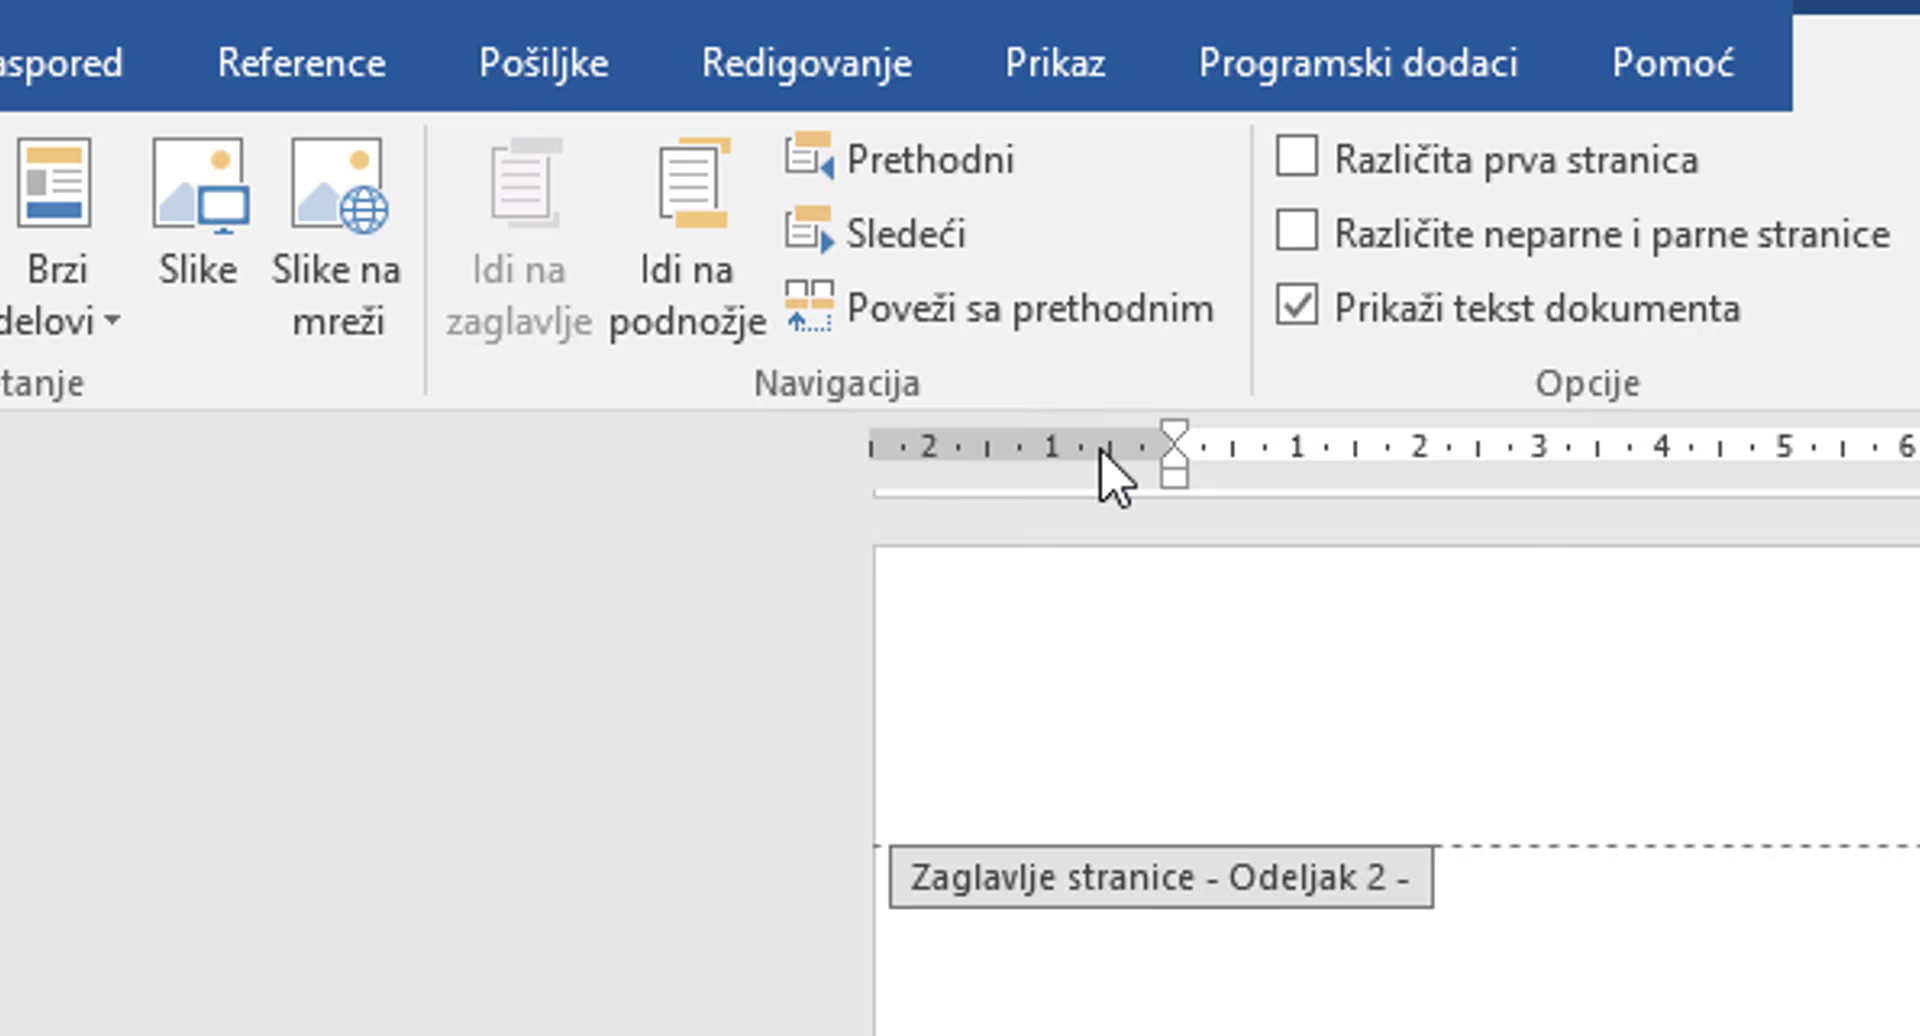 aspored Reference Pošiljke Redigovanje Prikaz Programski dodaci Pomoć
Brzi
delovi
Slike
Slike na
mreži
tanje
Idi na
zaglavlje
Idi na
podnožje
Prethodni
Sledeći
Poveži sa prethodnim
Navigacija
Različita prva stranica
Različite neparne i parne stranice
Prikaži tekst dokumenta
Opcije
2 1 1 2 3 4 5 6
Zaglavlje stranice - Odeljak 2 -